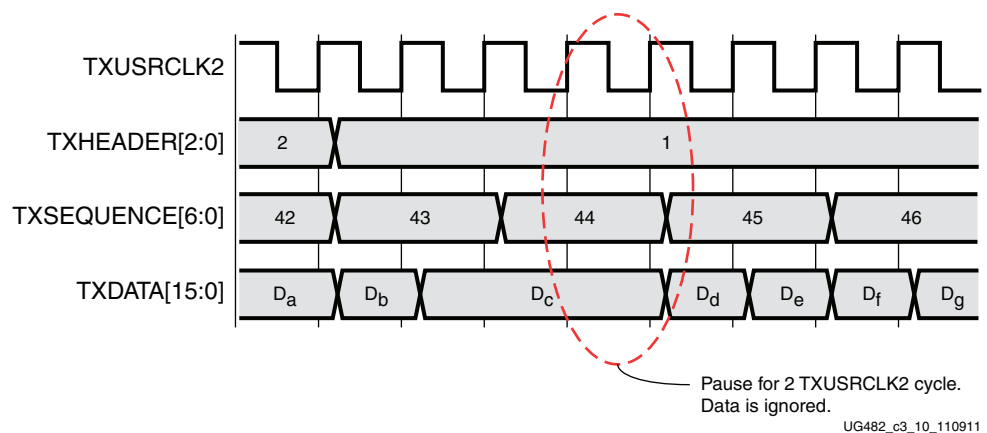 TXUSRCLK2
TXHEADER[2:0] 2 1
TXSEQUENCE[6:0] 42 43 44 45 46
TXDATA[15:0] Da Db Dc Dd De Df Dg
Pause for 2 TXUSRCLK2 cycle.
Data is ignored.
UG482_c3_10_110911